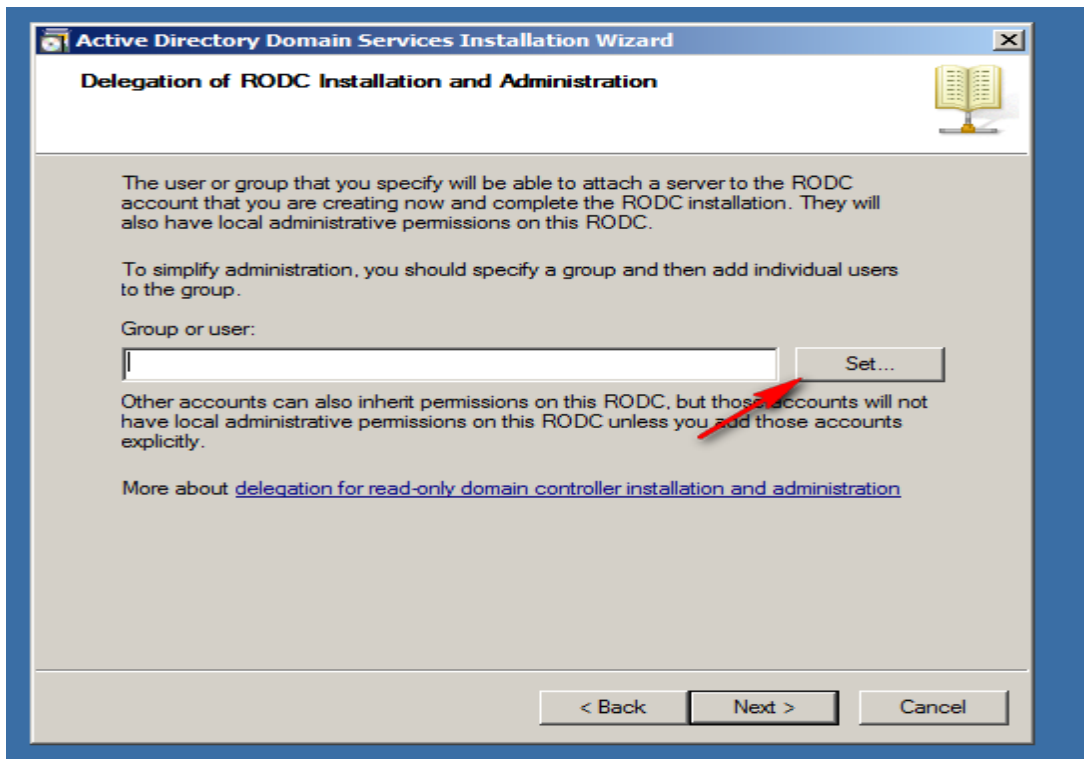 Active Directory Domain Services Installation Wizard
Delegation of RODC Installation and Administration
The user or group that you specify will be able to attach a server to the RODC
account that you are creating now and complete the RODC installation. They will
also have local administrative permissions on this RODC.
To simplify administration, you should specify a group and then add individual users
to the group.
Group or user:
Set...
Other accounts can also inherit permissions on this RODC, but those accounts will not
have local administrative permissions on this RODC unless you add those accounts
explicitly.
More about delegation for read-only domain controller installation and administration
< Back Next > Cancel